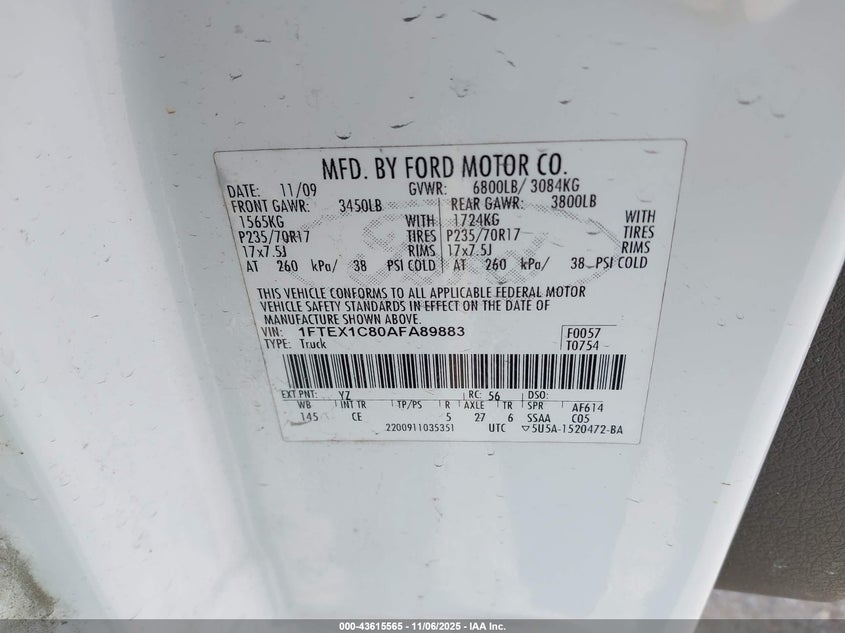 MFD. BY FORD MOTOR CO.
DATE: 11/09 GVWR: 6800LB/ 3084KG
FRONT GAWR: 3450LB REAR GAWR: 3800LB
1565KG WITH 1724KG WITH
P235/70R17 TIRES P235/70R17 TIRES
17x7.5J RIMS 17x7.5J RIMS
AT 260 kPa/ 38 PSI COLD AT 260 kPa/ 38 PSI COLD
THIS VEHICLE CONFORMS TO ALL APPLICABLE FEDERAL MOTOR
VEHICLE SAFETY STANDARDS IN EFFECT ON THE DATE OF
MANUFACTURE SHOWN ABOVE.
VIN: 1FTEX1C80AFA89883 F0057
TYPE: Truck T0754
EXT PNT: YZ RC: 56 DSO:
WB INT TR TP/PS R AXLE TR SPR AF614
145 CE 5 27 6 SSAA C05
2200911035351 UTC ▽5U5A-1520472-BA
000-43615565 - 11/06/2025 - IAA Inc.